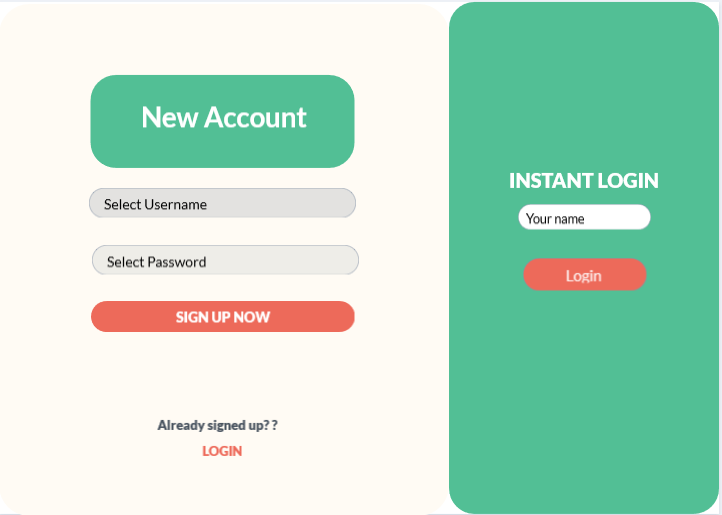 New Account
Select Username
Select Password
SIGN UP NOW
Already signed up? ?
LOGIN
INSTANT LOGIN
Your name
Login